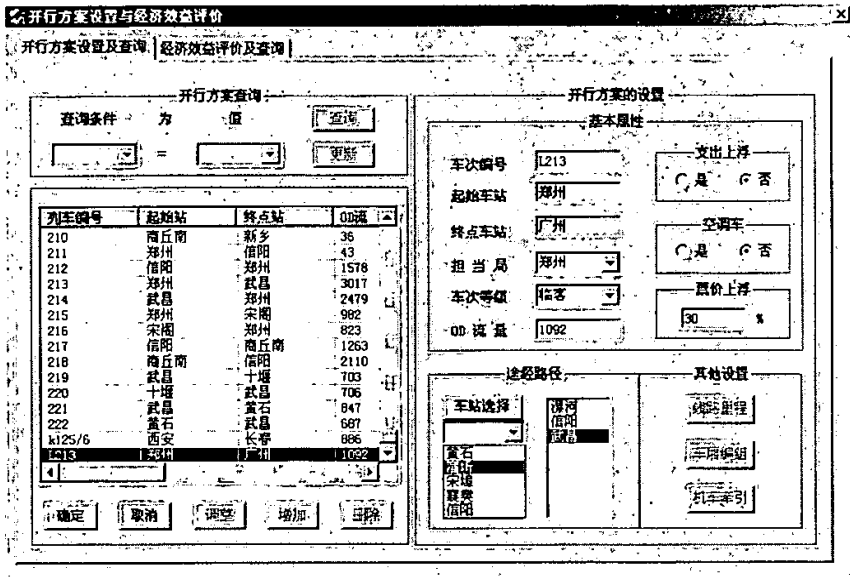 开行方案设置与经济效益评价
开行方案设置及查询 经济效益评价及查询
开行方案查询
查询条件 为 值 查询
= 更新
列车编号 起始站 终点站 OD流
210 商丘南 新乡 36
211 郑州 信阳 43
212 信阳 郑州 1578
213 郑州 武昌 3017
214 武昌 郑州 2479
215 郑州 宋阁 982
216 宋阁 郑州 823
217 信阳 商丘南 1263
218 商丘南 信阳 2110
219 武昌 十堰 703
220 十堰 武昌 706
221 武昌 黄石 847
222 黄石 武昌 687
k125/6 西安 长春 886
L213 郑州 广州 1092
确定 取消 调整 增加 删除
开行方案的设置
基本属性
车次编号 L213
起始车站 郑州
终点车站 广州
担当局 郑州
车次等级 临客
OD流量 1092
支出上浮
是 否
空调车
是 否
票价上浮
30 %
途经路径
车站选择
黄石
宋埠
襄樊
信阳
漯河
信阳
武昌
其他设置
线路里程
车底编组
机车牵引